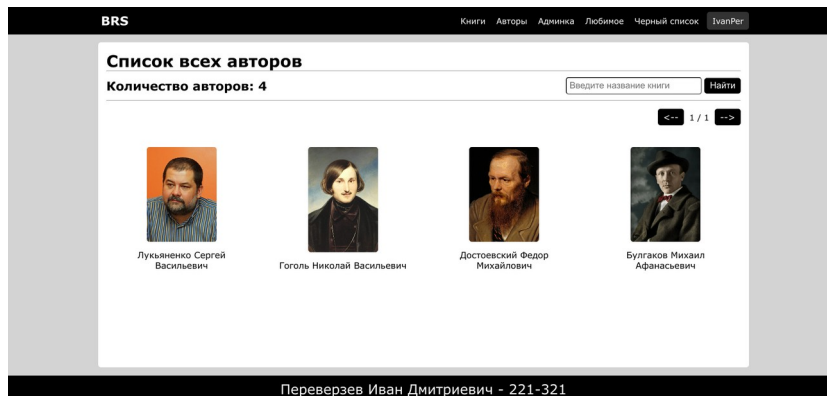 BRS
Книги Авторы Админка Любимое Черный список IvanPer
Список всех авторов
Количество авторов: 4
Введите название книги Найти
<-- 1 / 1 -->
Лукьяненко Сергей
Васильевич
Гоголь Николай Васильевич
Достоевский Федор
Михайлович
Булгаков Михаил
Афанасьевич
Переверзев Иван Дмитриевич - 221-321